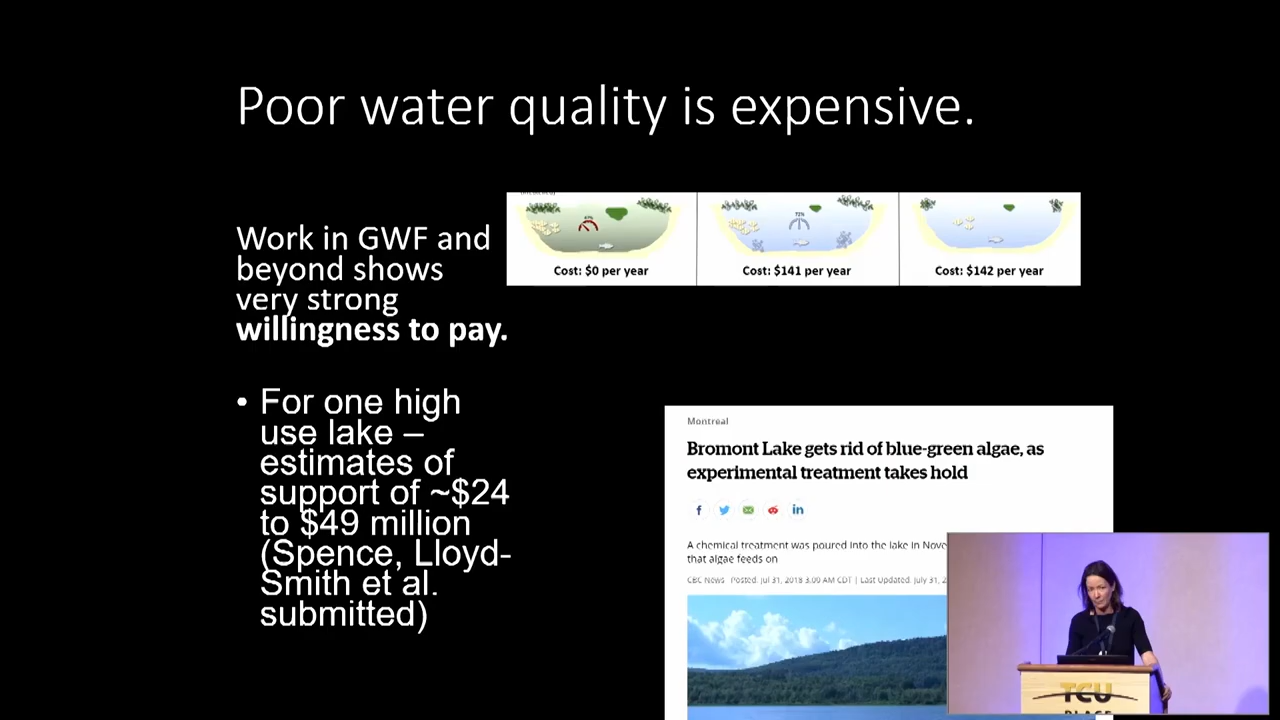 Poor water quality is expensive.
Work in GWF and
beyond shows
very strong
willingness to pay.
• For one high
use lake –
estimates of
support of ~$24
to $49 million
(Spence, Lloyd-
Smith et al.
submitted)
Cost: $0 per year
Cost: $141 per year
Cost: $142 per year
Montreal
Bromont Lake gets rid of blue-green algae, as
experimental treatment takes hold
A chemical treatment was poured into the lake in Nove
that algae feeds on
CBC News Posted: Jul 31, 2018 3:00 AM CDT | Last Updated: July 31, 2
TCU
PLACE